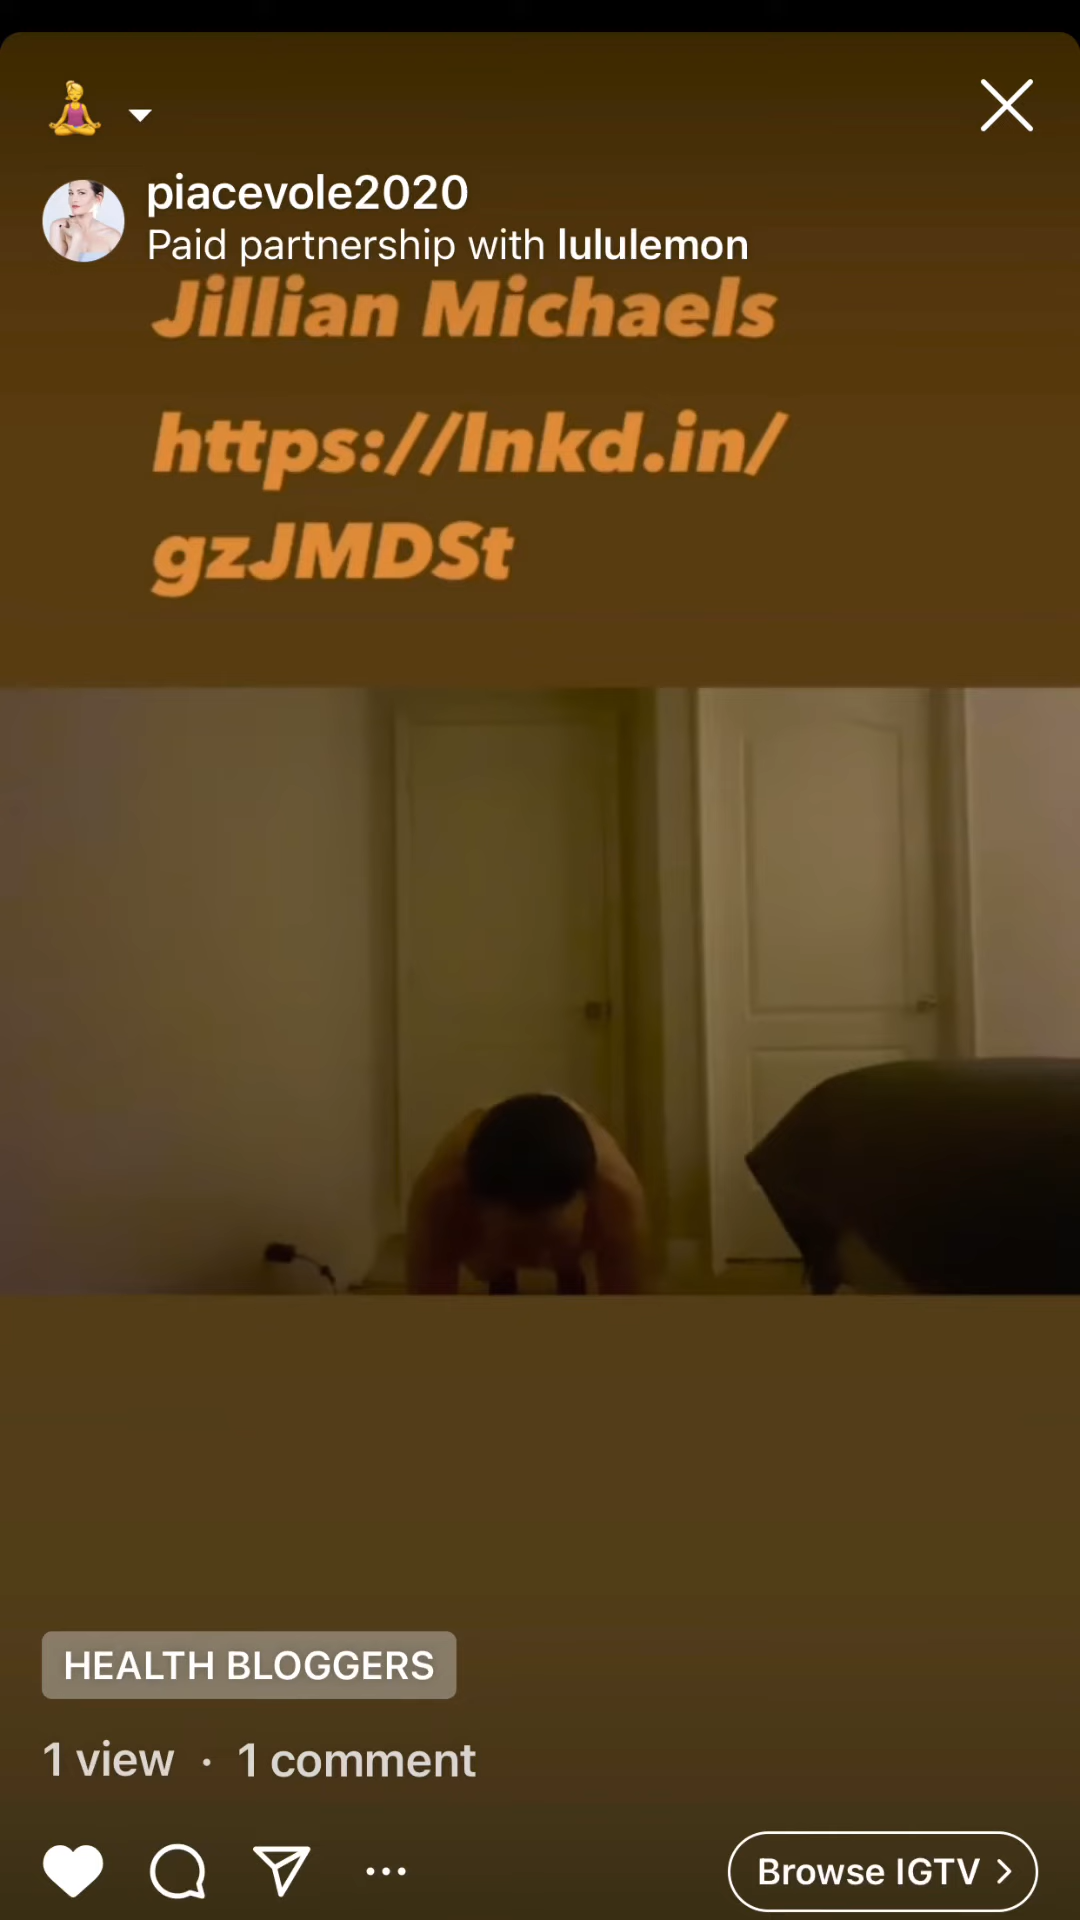 piacevole2020
Paid partnership with lululemon
Jillian Michaels
https://lnkd.in/
gzJMDSt
HEALTH BLOGGERS
1 view · 1 comment
Browse IGTV >